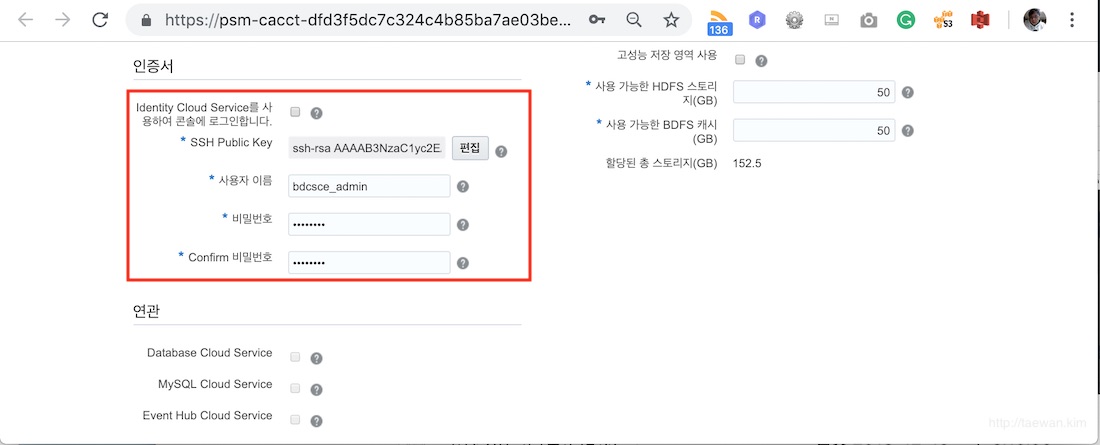 https://psm-cacct-dfd3f5dc7c324c4b85ba7ae03be...
136
R
S3
인증서
Identity Cloud Service를 사
용하여 콘솔에 로그인합니다.
* SSH Public Key
ssh-rsa AAAAB3NzaC1yc2E
편집
* 사용자 이름
bdcsce_admin
* 비밀번호
••••••••
* Confirm 비밀번호
••••••••
연관
Database Cloud Service
MySQL Cloud Service
Event Hub Cloud Service
고성능 저장 영역 사용
* 사용 가능한 HDFS 스토리
지(GB)
50
* 사용 가능한 BDFS 캐시
(GB)
50
할당된 총 스토리지(GB)
152.5
http://taewan.kim